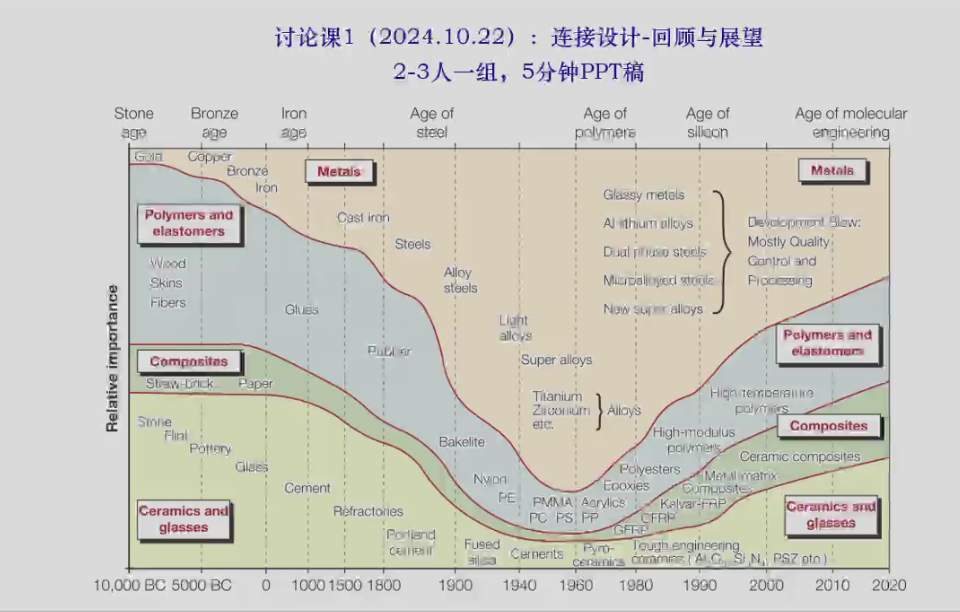 讨论课1（2024.10.22）：连接设计-回顾与展望
2-3人一组，5分钟PPT稿
Stone age
Bronze age
Iron age
Age of steel
Age of polymers
Age of silicon
Age of molecular engineering
Relative importance
Gold
Copper
Bronze
Iron
Metals
Cast iron
Steels
Alloy steels
Light alloys
Super alloys
Titanium
Zirconium
etc.
Alloys
Glassy metals
Al-lithium alloys
Dual phase steels
Microalloyed steels
New super alloys
Metals
Development Slow:
Mostly Quality
Control and
Processing
Polymers and
elastomers
Wood
Skins
Fibers
Glues
Rubber
Bakelite
Nylon
PE
PMMA
Acrylics
PC
PS
PP
Polyesters
Epoxies
High-modulus
polymers
High-temperature
polymers
Polymers and
elastomers
Composites
Straw-brick
Paper
GFRP
CFRP
Kelvar-FRP
Metal-matrix
Composites
Ceramic composites
Composites
Stone
Flint
Pottery
Glass
Cement
Refractories
Portland
cement
Fused
silica
Cements
Pyro-
ceramics
Tough engineering
ceramics
PSZ
Ceramics and
glasses
Ceramics and
glasses
10,000 BC
5000 BC
0
1000
1500
1800
1900
1940
1960
1980
1990
2000
2010
2020